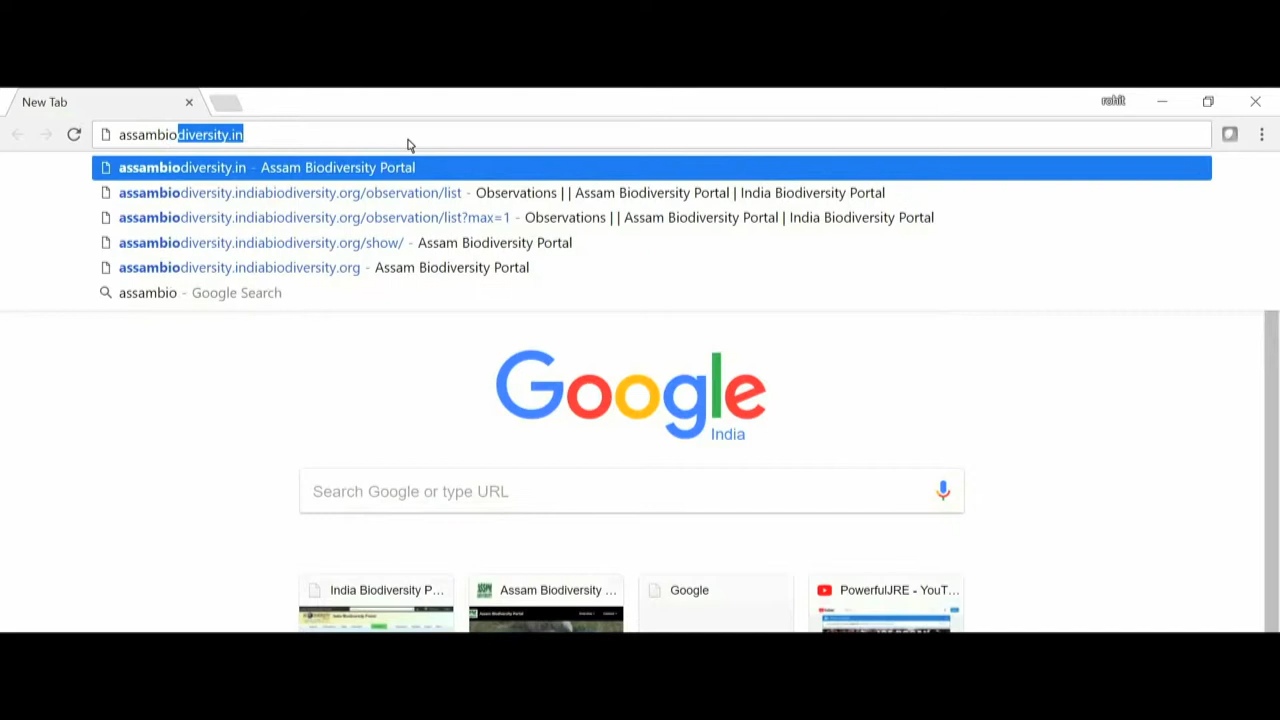 New Tab
rohit
assambiodiversity.in
assambiodiversity.in - Assam Biodiversity Portal
assambiodiversity.indiabiodiversity.org/observation/list - Observations | | Assam Biodiversity Portal | India Biodiversity Portal
assambiodiversity.indiabiodiversity.org/observation/list?max=1 - Observations | | Assam Biodiversity Portal | India Biodiversity Portal
assambiodiversity.indiabiodiversity.org/show/ - Assam Biodiversity Portal
assambiodiversity.indiabiodiversity.org - Assam Biodiversity Portal
assambio - Google Search
Google
India
Search Google or type URL
India Biodiversity P...
Assam Biodiversity ...
Google
PowerfulJRE - YouT...
Assam Biodiversity Portal